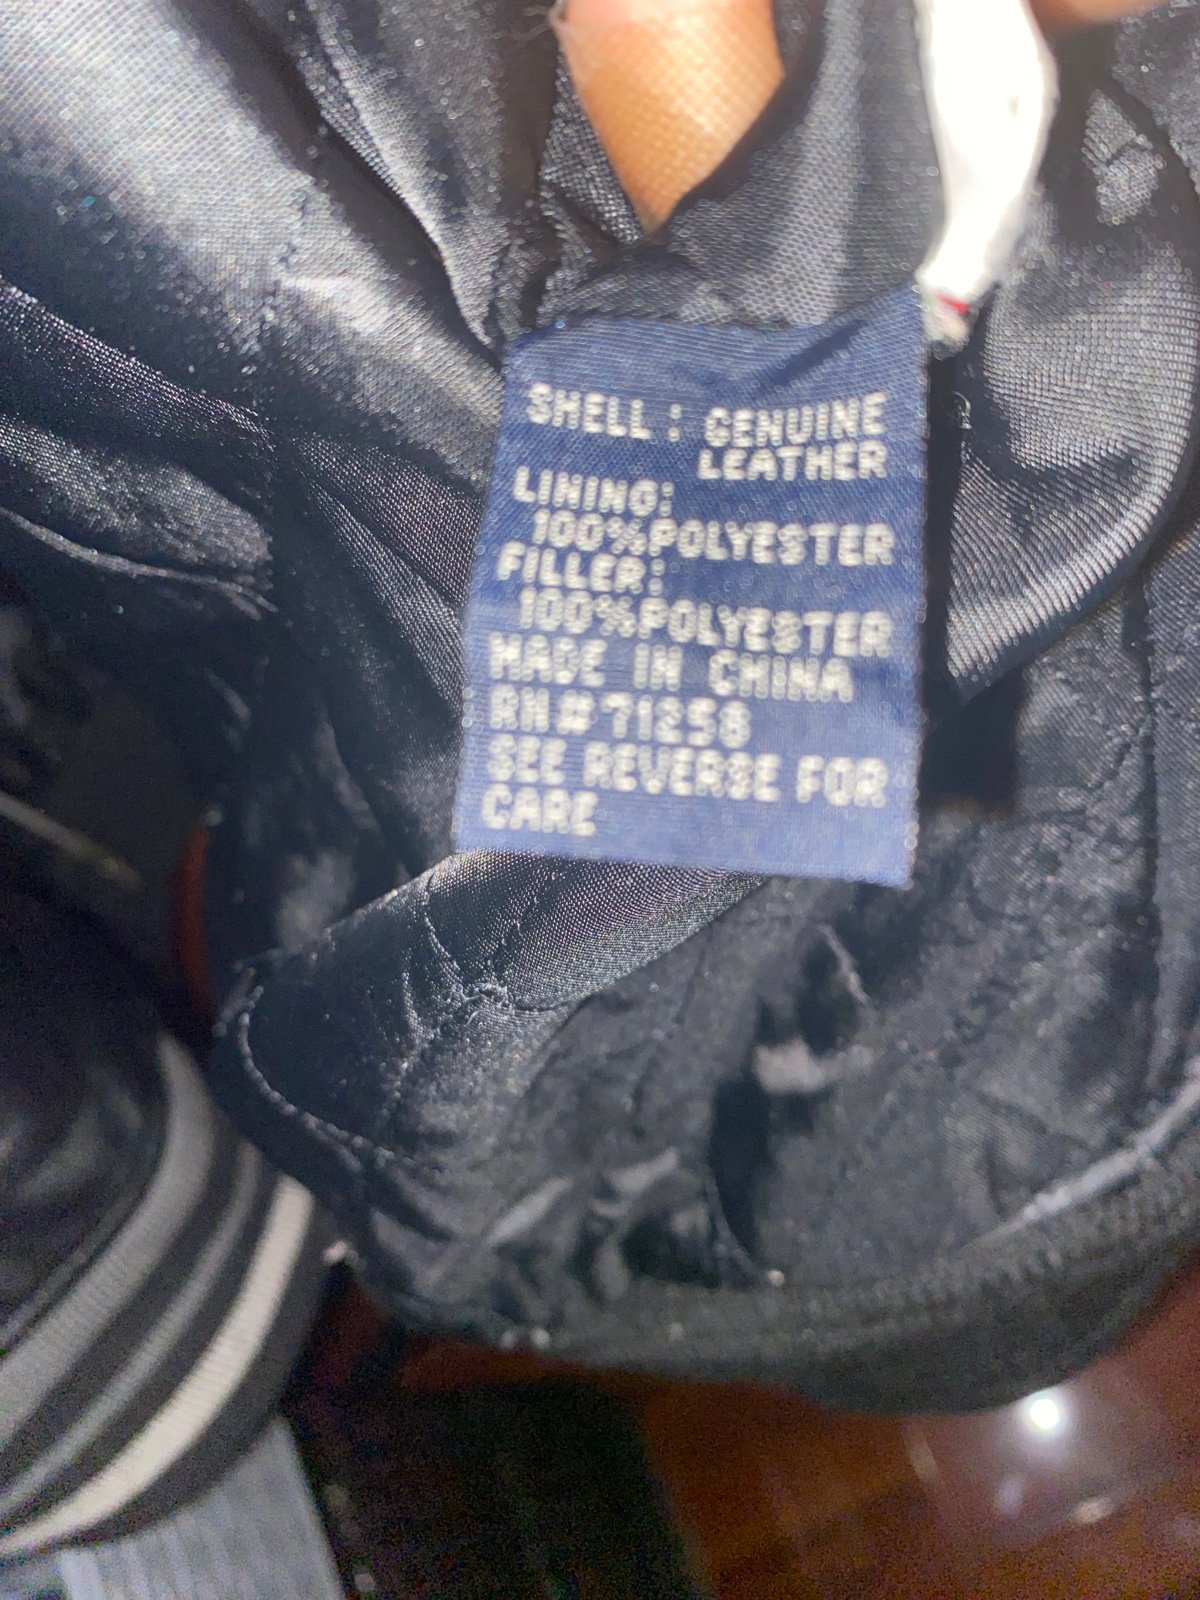 SHELL : GENUINE
LEATHER
LINING:
100%POLYESTER
FILLER:
100%POLYESTER
MADE IN CHINA
RN#71258
SEE REVERSE FOR
CARE